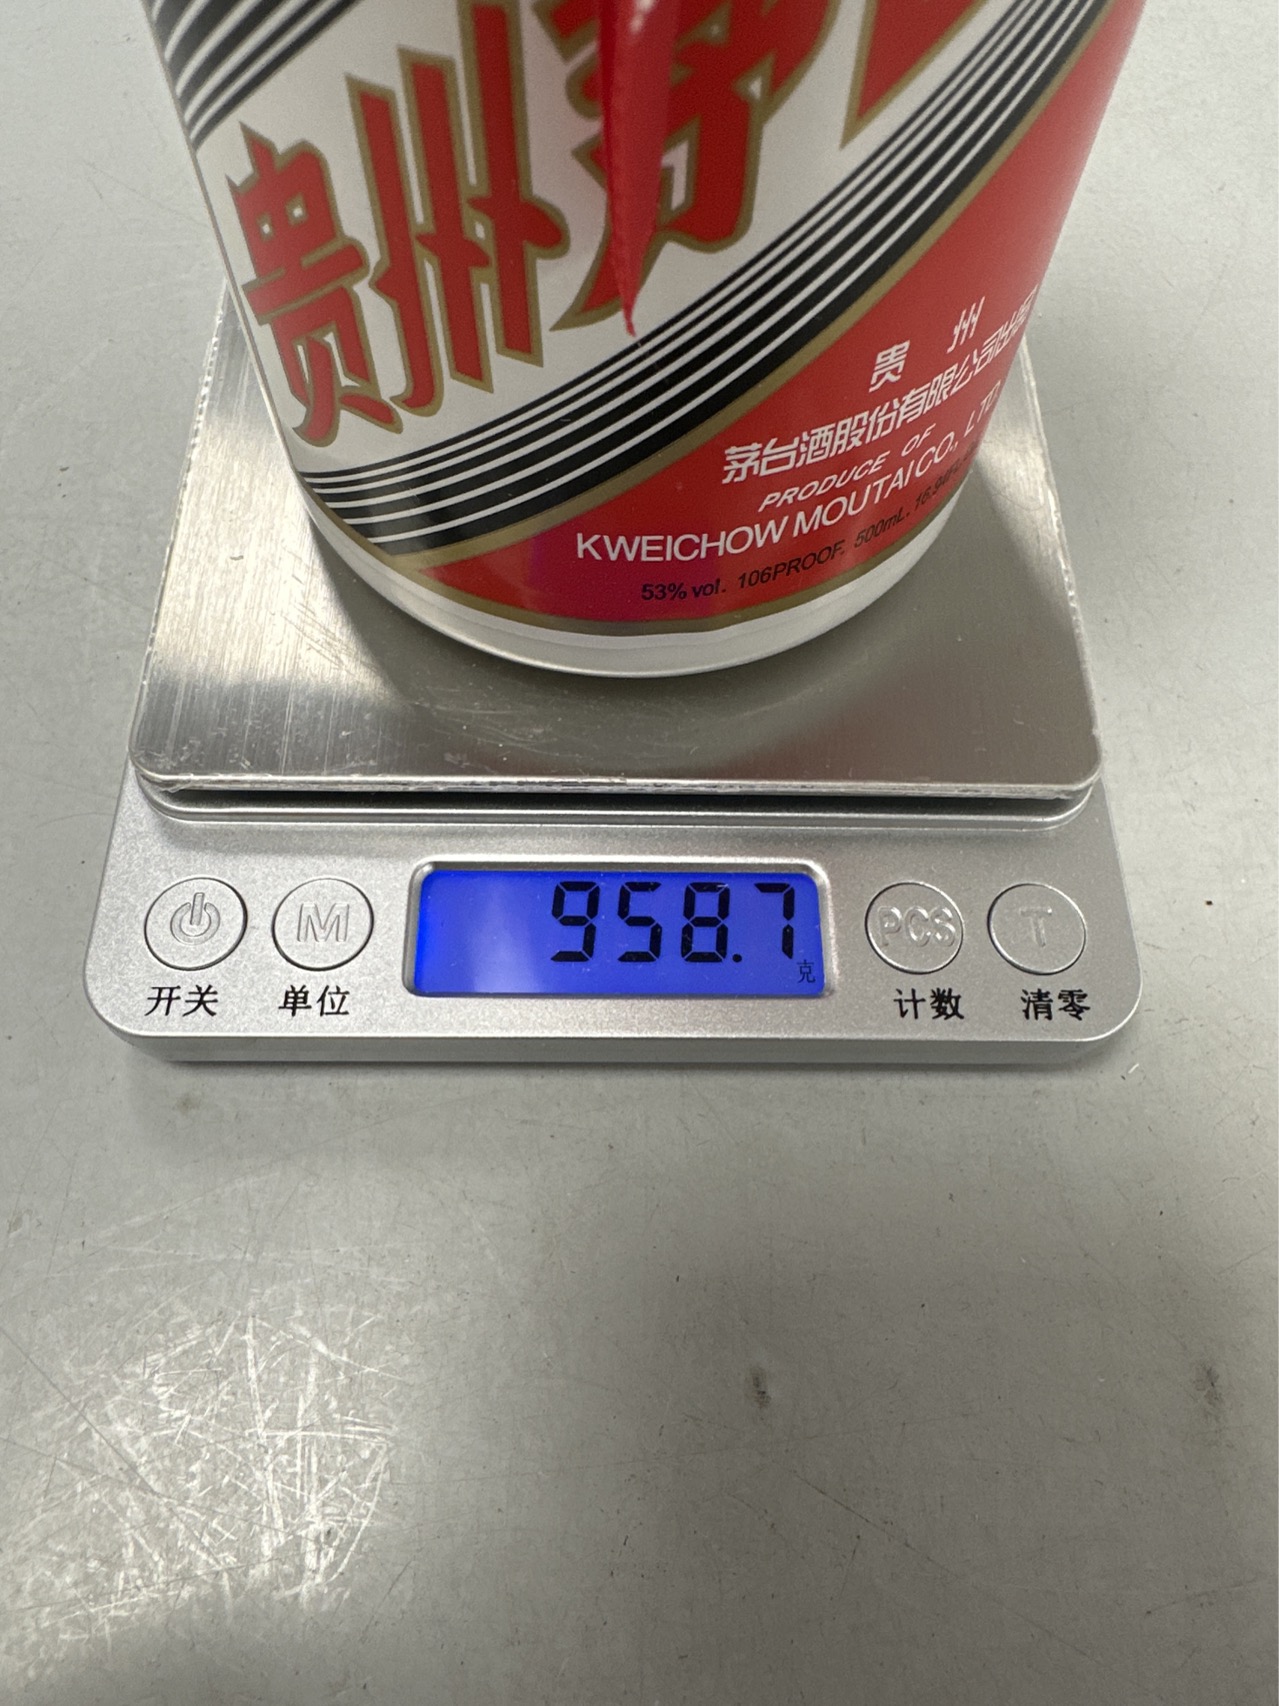 贵州茅
贵 州
茅台酒股份有限公司出品
PRODUCE OF
KWEICHOW MOUTAI CO., LTD
53% vol. 106PROOF. 500mL.
958.7
克
M
PCS
T
开关
单位
计数
清零